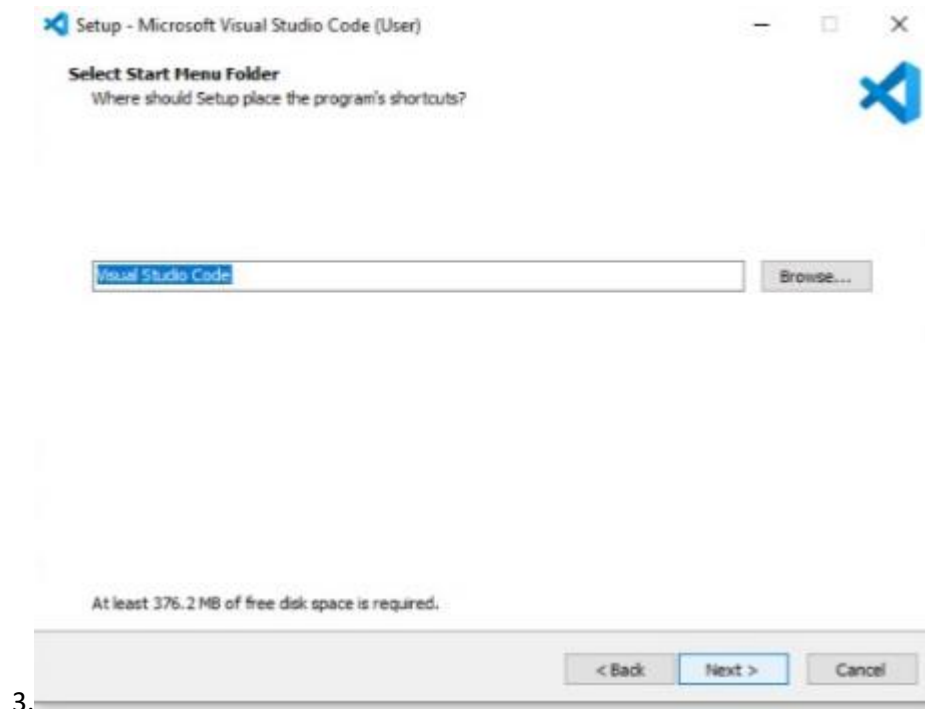 Setup - Microsoft Visual Studio Code (User)
Select Start Menu Folder
Where should Setup place the program's shortcuts?
Visual Studio Code
Browse...
At least 376.2 MB of free disk space is required.
< Back
Next >
Cancel
3.